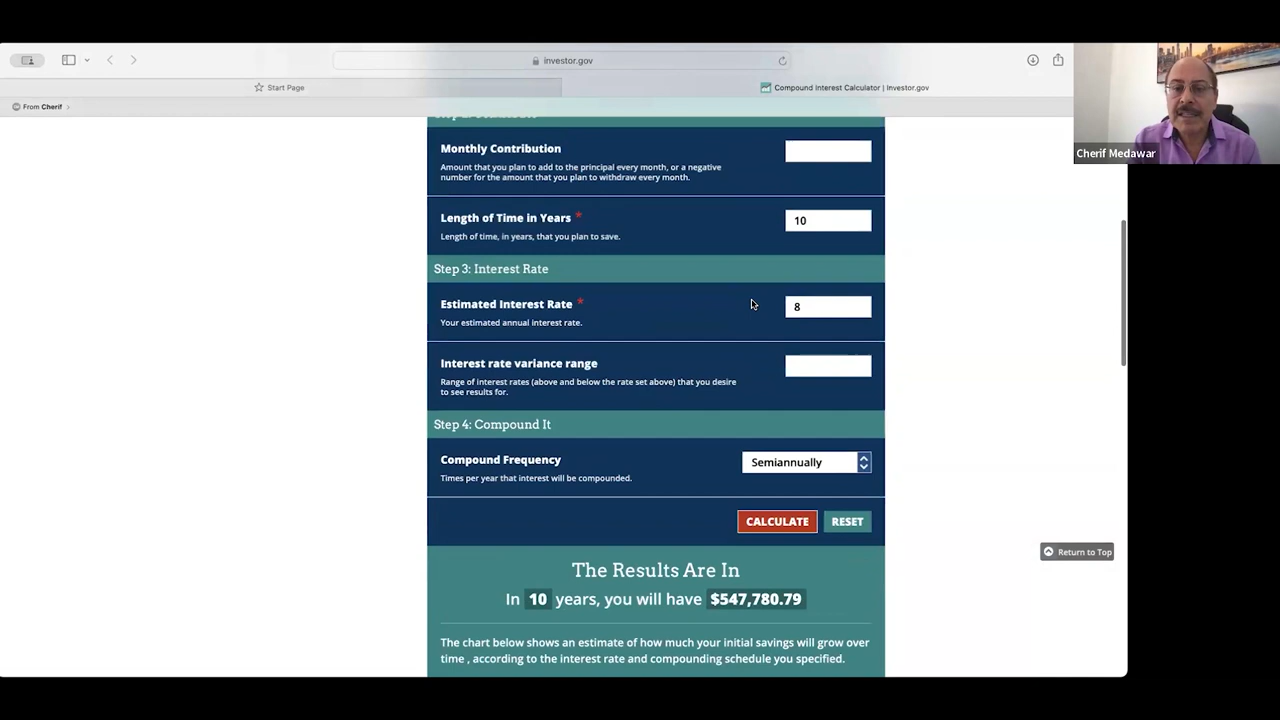 investor.gov
Start Page
Compound Interest Calculator | Investor.gov
From Cherif
Cherif Medawar
Monthly Contribution
Amount that you plan to add to the principal every month, or a negative
number for the amount that you plan to withdraw every month.
Length of Time in Years *
10
Length of time, in years, that you plan to save.
Step 3: Interest Rate
Estimated Interest Rate *
8
Your estimated annual interest rate.
Interest rate variance range
Range of interest rates (above and below the rate set above) that you desire
to see results for.
Step 4: Compound It
Compound Frequency
Semiannually
Times per year that interest will be compounded.
CALCULATE RESET
Return to Top
The Results Are In
In 10 years, you will have $547,780.79
The chart below shows an estimate of how much your initial savings will grow over
time , according to the interest rate and compounding schedule you specified.